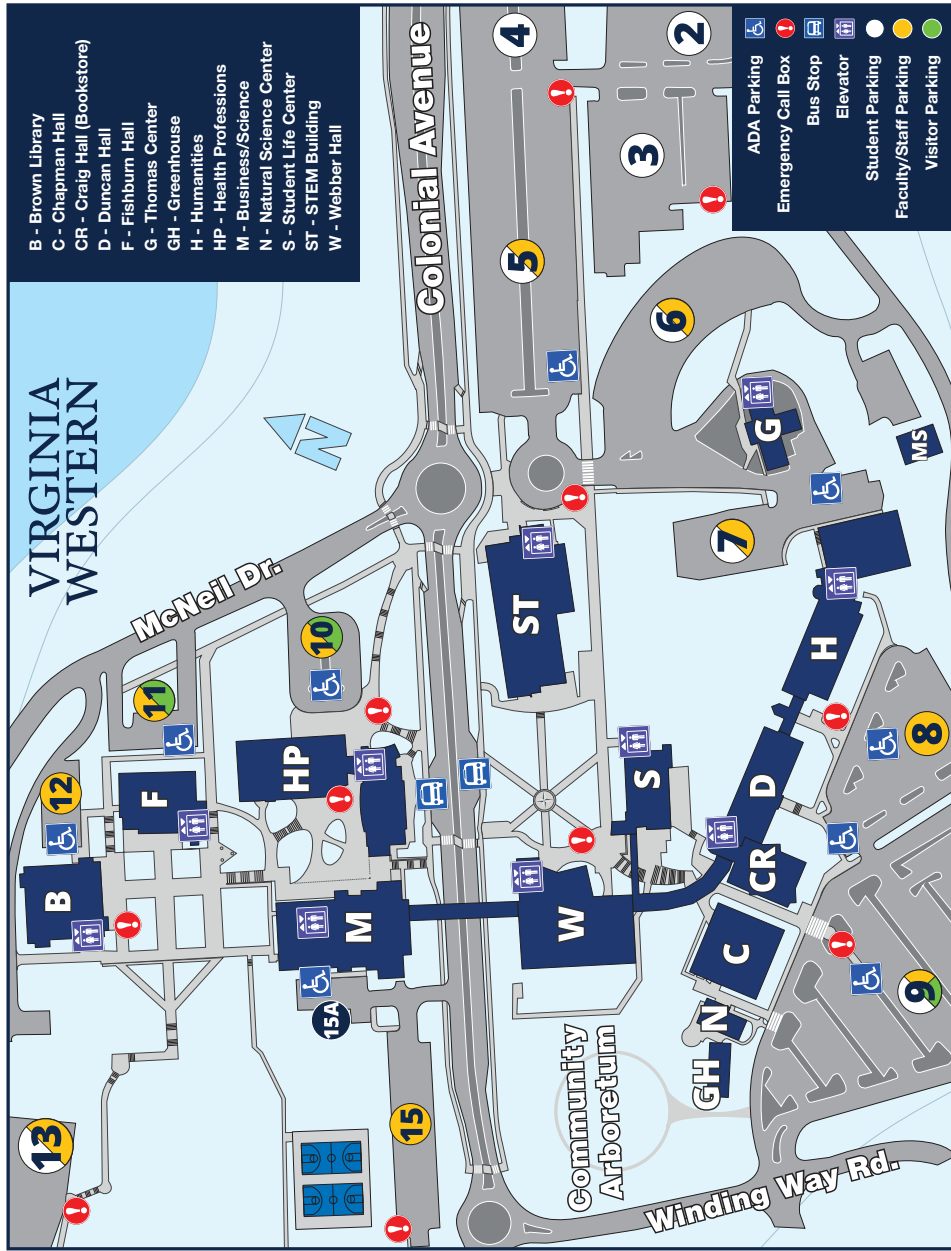 VIRGINIA
WESTERN
B - Brown Library
C - Chapman Hall
CR - Craig Hall (Bookstore)
D - Duncan Hall
F - Fishburn Hall
G - Thomas Center
GH - Greenhouse
H - Humanities
HP - Health Professions
M - Business/Science
N - Natural Science Center
S - Student Life Center
ST - STEM Building
W - Webber Hall
13
B
12
F
11
McNeil Dr.
10
HP
M
15A
15
N
Colonial Avenue
4
5
2
3
6
ST
W
S
Community
Arboretum
7
G
MS
H
D
CR
C
N
GH
8
9
Winding Way Rd.
ADA Parking
Emergency Call Box
Bus Stop
Elevator
Student Parking
Faculty/Staff Parking
Visitor Parking